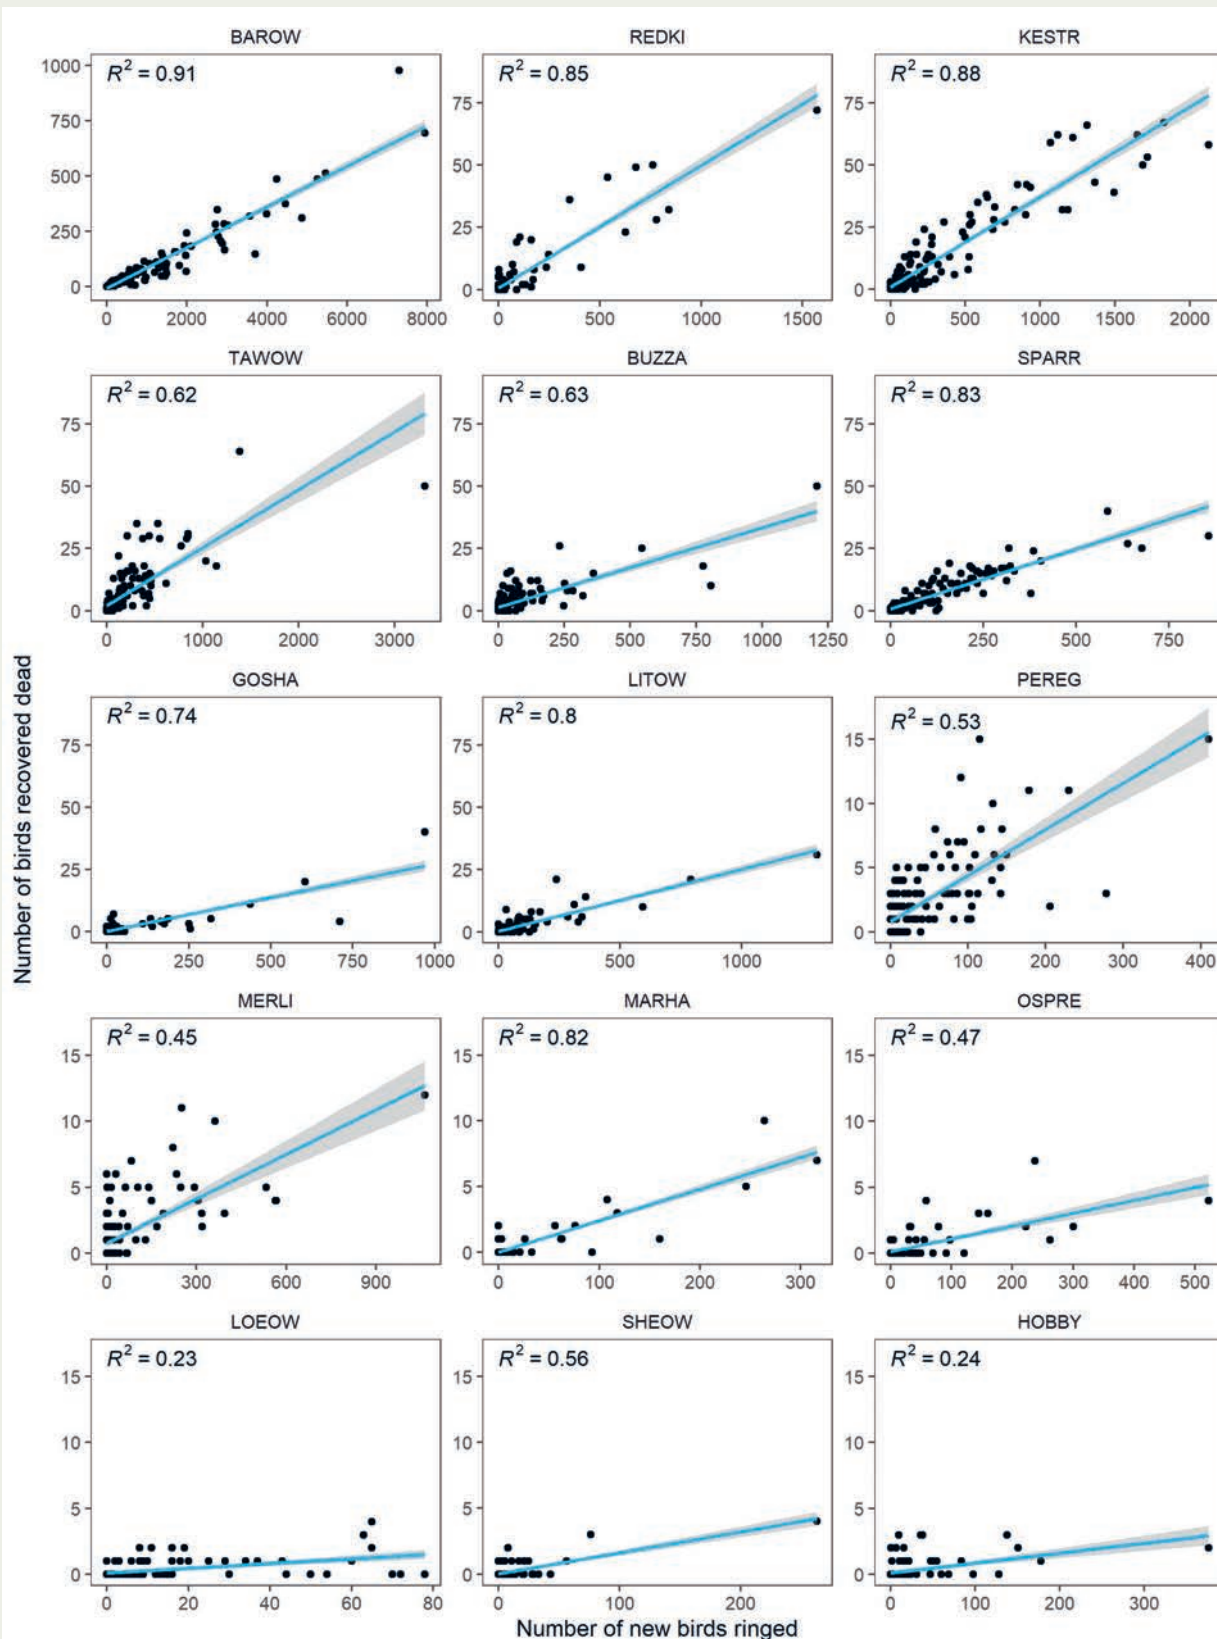 BAROW REDKI KESTR
R² = 0.91 R² = 0.85 R² = 0.88
1000
750
500
250
0
75
50
25
0
75
50
25
0
0 2000 4000 6000 8000
0 500 1000 1500
0 500 1000 1500 2000
TAWOW BUZZA SPARR
R² = 0.62 R² = 0.63 R² = 0.83
75
50
25
0
75
50
25
0
75
50
25
0
0 1000 2000 3000
0 250 500 750 1000 1250
0 250 500 750
GOSHA LITOW PEREG
R² = 0.74 R² = 0.8 R² = 0.53
75
50
25
0
75
50
25
0
15
10
5
0
0 250 500 750 1000
0 500 1000
0 100 200 300 400
Number of birds recovered dead
MERLI MARHA OSPRE
R² = 0.45 R² = 0.82 R² = 0.47
15
10
5
0
15
10
5
0
15
10
5
0
0 300 600 900
0 100 200 300
0 100 200 300 400 500
LOEOW SHEOW HOBBY
R² = 0.23 R² = 0.56 R² = 0.24
15
10
5
0
15
10
5
0
15
10
5
0
0 20 40 60 80
0 100 200
0 100 200 300
Number of new birds ringed